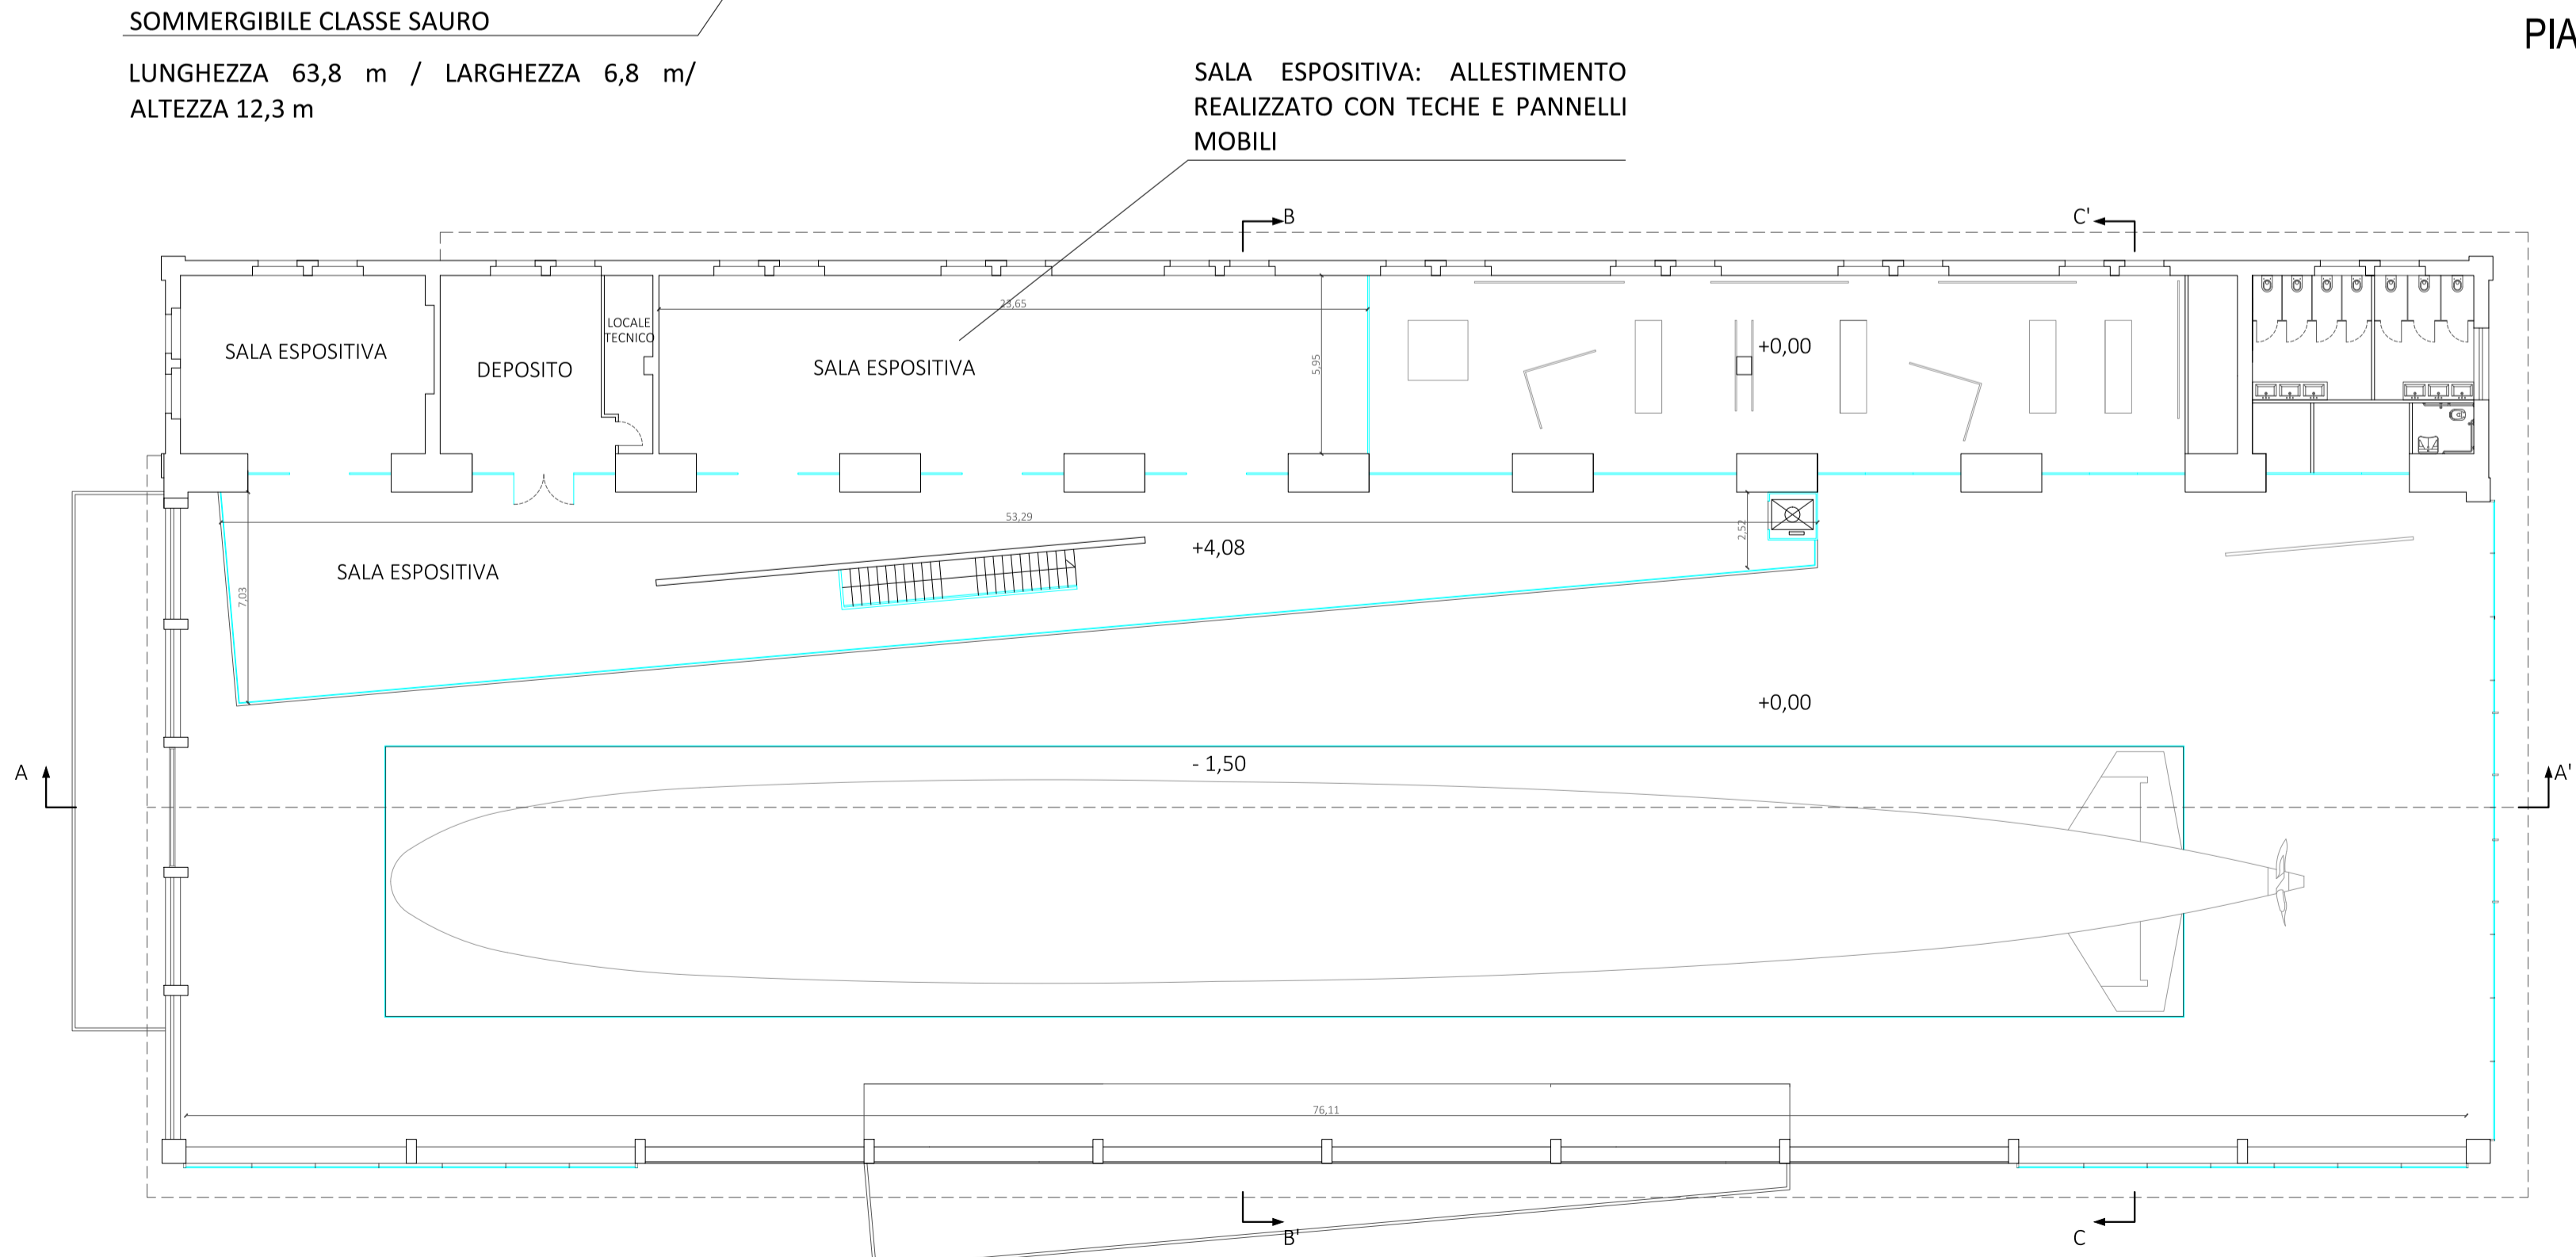 SOMMERGIBILE CLASSE SAURO
LUNGHEZZA 63,8 m / LARGHEZZA 6,8 m/
ALTEZZA 12,3 m
PIA
SALA ESPOSITIVA: ALLESTIMENTO
REALIZZATO CON TECHE E PANNELLI
MOBILI
B
C'
23,65
LOCALE
TECNICO
SALA ESPOSITIVA
DEPOSITO
SALA ESPOSITIVA
5,95
+0,00
53,29
2,52
+4,08
SALA ESPOSITIVA
7,03
+0,00
- 1,50
A
A'
76,11
B'
C